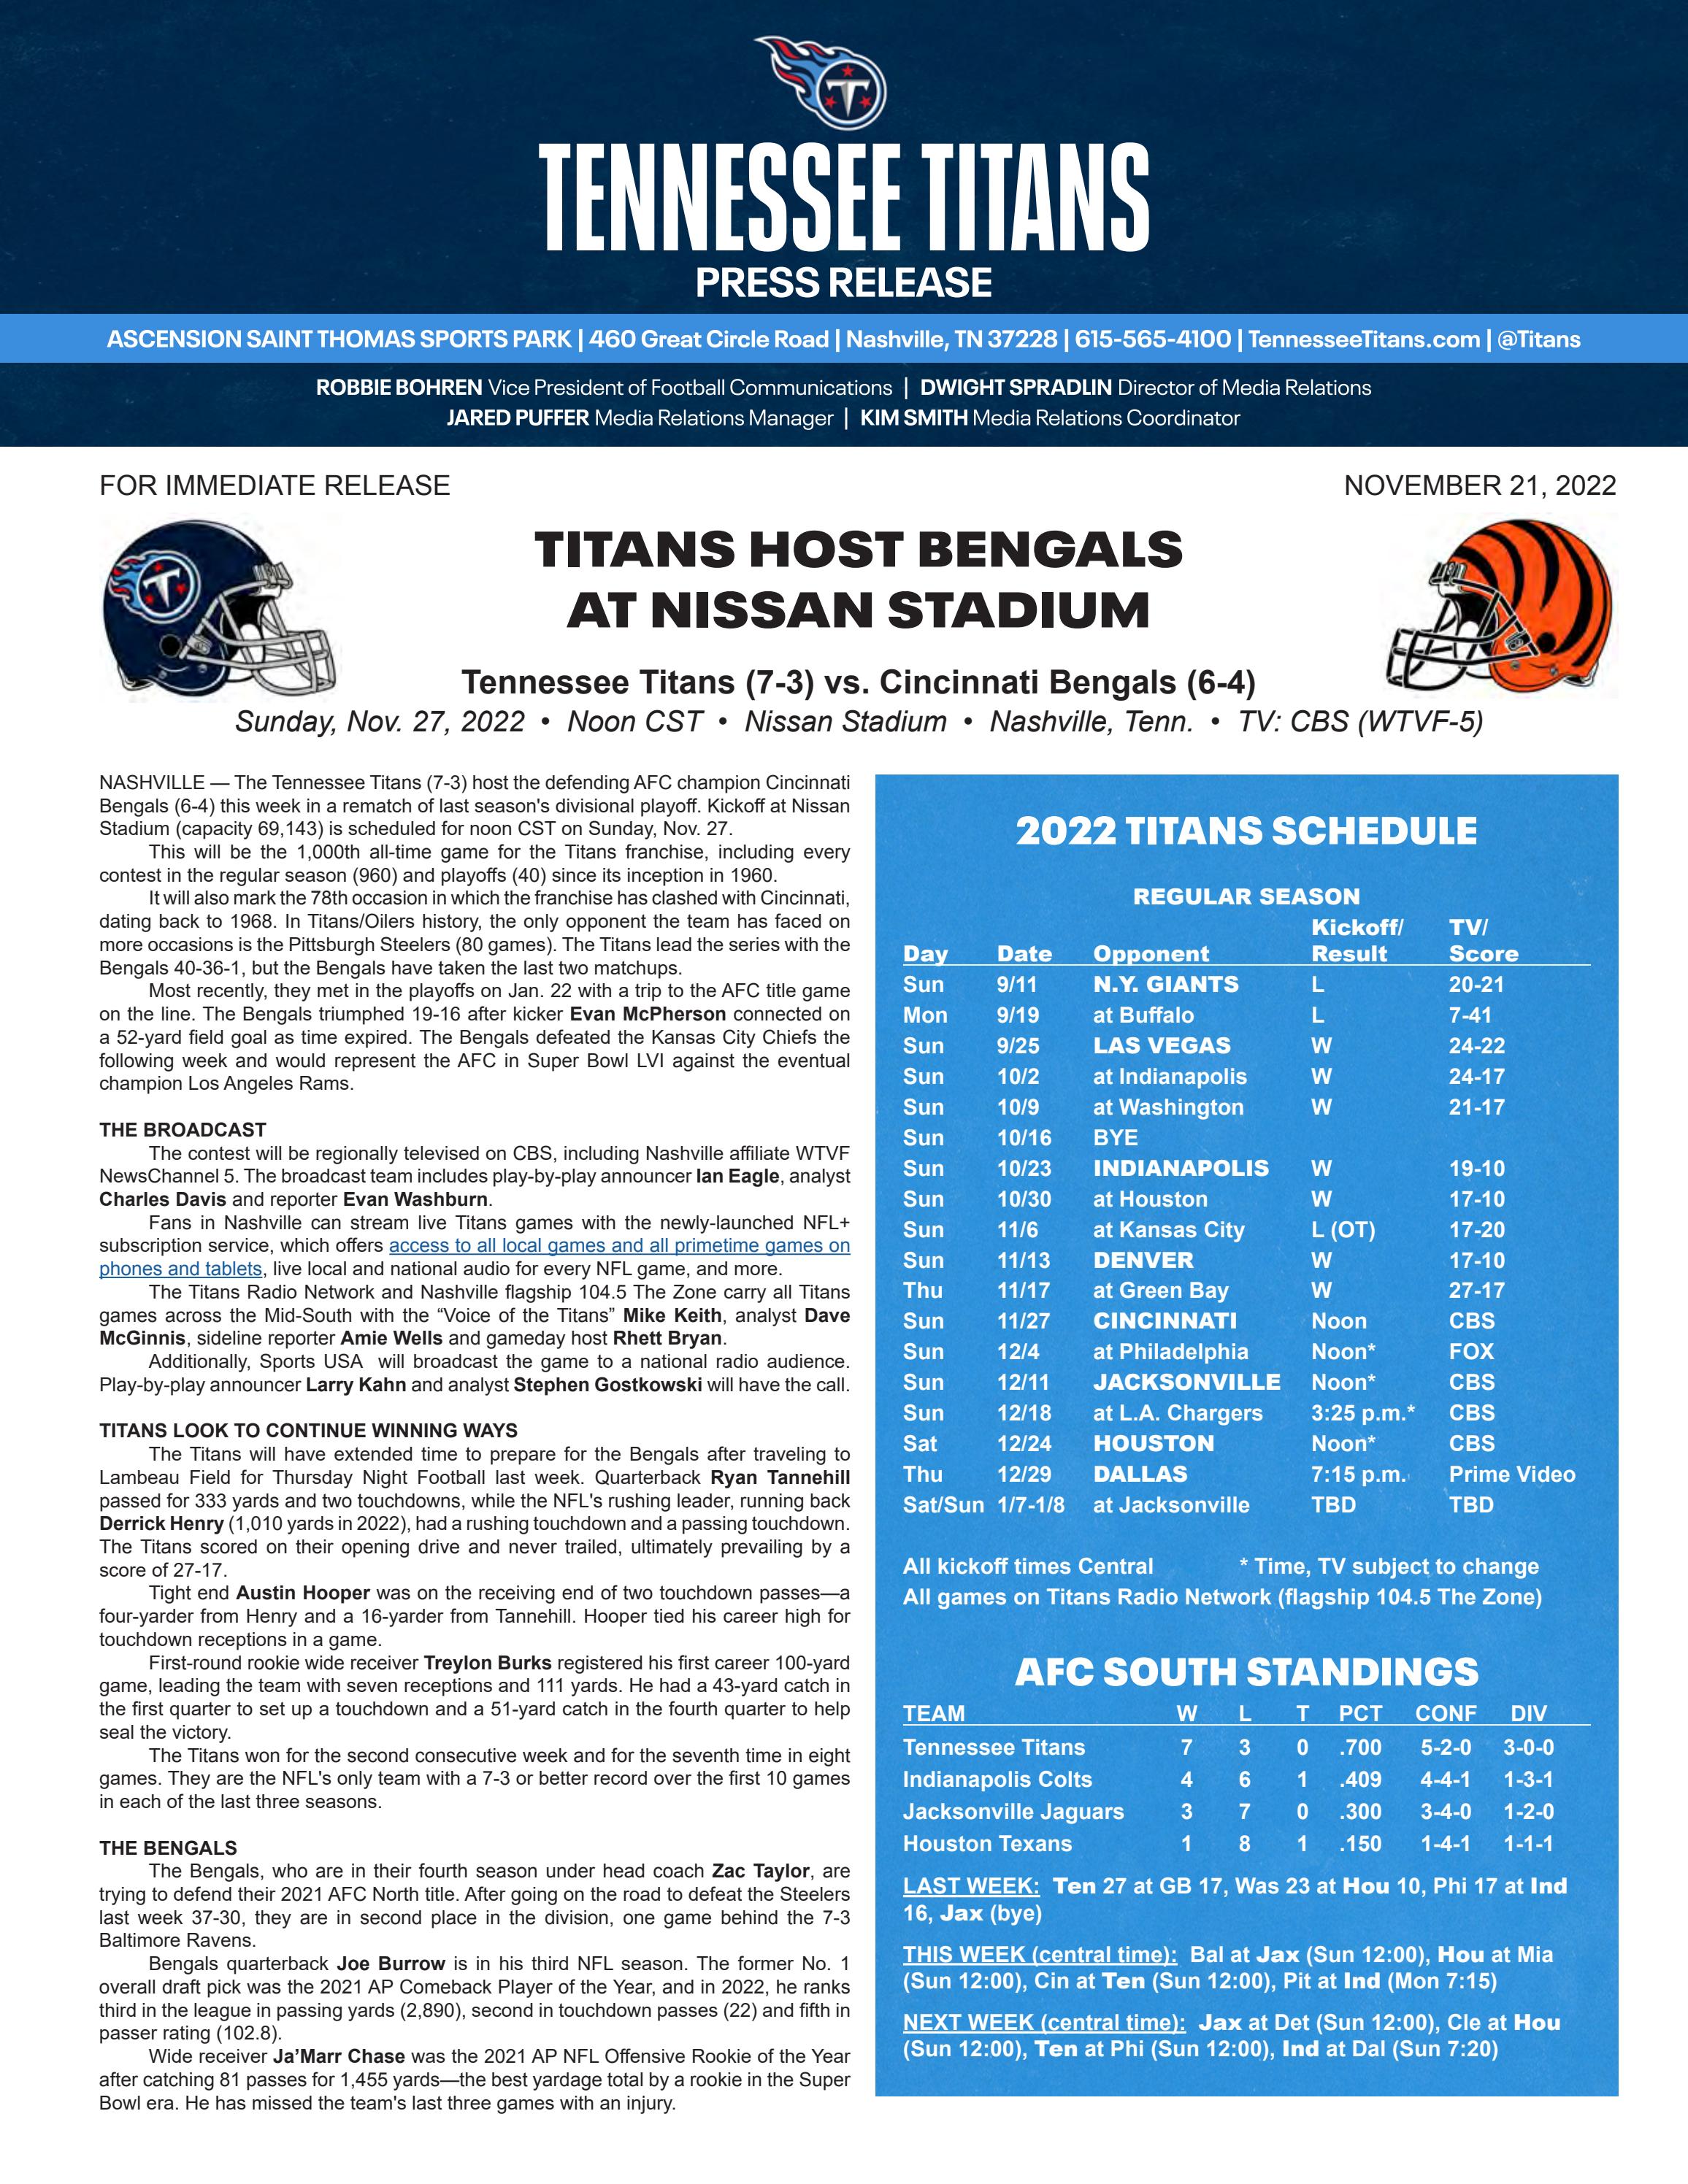 TENNESSEE TITANS
PRESS RELEASE
ASCENSION SAINT THOMAS SPORTS PARK | 460 Great Circle Road | Nashville, TN 37228 | 615-565-4100 | TennesseeTitans.com | @Titans
ROBBIE BOHREN Vice President of Football Communications | DWIGHT SPRADLIN Director of Media Relations
JARED PUFFER Media Relations Manager | KIM SMITH Media Relations Coordinator
FOR IMMEDIATE RELEASE NOVEMBER 21, 2022
TITANS HOST BENGALS
AT NISSAN STADIUM
Tennessee Titans (7-3) vs. Cincinnati Bengals (6-4)
Sunday, Nov. 27, 2022 • Noon CST • Nissan Stadium • Nashville, Tenn. • TV: CBS (WTVF-5)
NASHVILLE — The Tennessee Titans (7-3) host the defending AFC champion Cincinnati
Bengals (6-4) this week in a rematch of last season's divisional playoff. Kickoff at Nissan
Stadium (capacity 69,143) is scheduled for noon CST on Sunday, Nov. 27.
This will be the 1,000th all-time game for the Titans franchise, including every
contest in the regular season (960) and playoffs (40) since its inception in 1960.
It will also mark the 78th occasion in which the franchise has clashed with Cincinnati,
dating back to 1968. In Titans/Oilers history, the only opponent the team has faced on
more occasions is the Pittsburgh Steelers (80 games). The Titans lead the series with the
Bengals 40-36-1, but the Bengals have taken the last two matchups.
Most recently, they met in the playoffs on Jan. 22 with a trip to the AFC title game
on the line. The Bengals triumphed 19-16 after kicker Evan McPherson connected on
a 52-yard field goal as time expired. The Bengals defeated the Kansas City Chiefs the
following week and would represent the AFC in Super Bowl LVI against the eventual
champion Los Angeles Rams.
THE BROADCAST
The contest will be regionally televised on CBS, including Nashville affiliate WTVF
NewsChannel 5. The broadcast team includes play-by-play announcer Ian Eagle, analyst
Charles Davis and reporter Evan Washburn.
Fans in Nashville can stream live Titans games with the newly-launched NFL+
subscription service, which offers access to all local games and all primetime games on
phones and tablets, live local and national audio for every NFL game, and more.
The Titans Radio Network and Nashville flagship 104.5 The Zone carry all Titans
games across the Mid-South with the “Voice of the Titans” Mike Keith, analyst Dave
McGinnis, sideline reporter Amie Wells and gameday host Rhett Bryan.
Additionally, Sports USA will broadcast the game to a national radio audience.
Play-by-play announcer Larry Kahn and analyst Stephen Gostkowski will have the call.
TITANS LOOK TO CONTINUE WINNING WAYS
The Titans will have extended time to prepare for the Bengals after traveling to
Lambeau Field for Thursday Night Football last week. Quarterback Ryan Tannehill
passed for 333 yards and two touchdowns, while the NFL's rushing leader, running back
Derrick Henry (1,010 yards in 2022), had a rushing touchdown and a passing touchdown.
The Titans scored on their opening drive and never trailed, ultimately prevailing by a
score of 27-17.
Tight end Austin Hooper was on the receiving end of two touchdown passes—a
four-yarder from Henry and a 16-yarder from Tannehill. Hooper tied his career high for
touchdown receptions in a game.
First-round rookie wide receiver Treylon Burks registered his first career 100-yard
game, leading the team with seven receptions and 111 yards. He had a 43-yard catch in
the first quarter to set up a touchdown and a 51-yard catch in the fourth quarter to help
seal the victory.
The Titans won for the second consecutive week and for the seventh time in eight
games. They are the NFL's only team with a 7-3 or better record over the first 10 games
in each of the last three seasons.
THE BENGALS
The Bengals, who are in their fourth season under head coach Zac Taylor, are
trying to defend their 2021 AFC North title. After going on the road to defeat the Steelers
last week 37-30, they are in second place in the division, one game behind the 7-3
Baltimore Ravens.
Bengals quarterback Joe Burrow is in his third NFL season. The former No. 1
overall draft pick was the 2021 AP Comeback Player of the Year, and in 2022, he ranks
third in the league in passing yards (2,890), second in touchdown passes (22) and fifth in
passer rating (102.8).
Wide receiver Ja’Marr Chase was the 2021 AP NFL Offensive Rookie of the Year
after catching 81 passes for 1,455 yards—the best yardage total by a rookie in the Super
Bowl era. He has missed the team's last three games with an injury.
2022 TITANS SCHEDULE
REGULAR SEASON
Kickoff/ TV/
Day Date Opponent Result Score
Sun 9/11 N.Y. GIANTS L 20-21
Mon 9/19 at Buffalo L 7-41
Sun 9/25 LAS VEGAS W 24-22
Sun 10/2 at Indianapolis W 24-17
Sun 10/9 at Washington W 21-17
Sun 10/16 BYE
Sun 10/23 INDIANAPOLIS W 19-10
Sun 10/30 at Houston W 17-10
Sun 11/6 at Kansas City L (OT) 17-20
Sun 11/13 DENVER W 17-10
Thu 11/17 at Green Bay W 27-17
Sun 11/27 CINCINNATI Noon CBS
Sun 12/4 at Philadelphia Noon* FOX
Sun 12/11 JACKSONVILLE Noon* CBS
Sun 12/18 at L.A. Chargers 3:25 p.m.* CBS
Sat 12/24 HOUSTON Noon* CBS
Thu 12/29 DALLAS 7:15 p.m. Prime Video
Sat/Sun 1/7-1/8 at Jacksonville TBD TBD
All kickoff times Central * Time, TV subject to change
All games on Titans Radio Network (flagship 104.5 The Zone)
AFC SOUTH STANDINGS
TEAM W L T PCT CONF DIV
Tennessee Titans 7 3 0 .700 5-2-0 3-0-0
Indianapolis Colts 4 6 1 .409 4-4-1 1-3-1
Jacksonville Jaguars 3 7 0 .300 3-4-0 1-2-0
Houston Texans 1 8 1 .150 1-4-1 1-1-1
LAST WEEK: Ten 27 at GB 17, Was 23 at Hou 10, Phi 17 at Ind
16, Jax (bye)
THIS WEEK (central time): Bal at Jax (Sun 12:00), Hou at Mia
(Sun 12:00), Cin at Ten (Sun 12:00), Pit at Ind (Mon 7:15)
NEXT WEEK (central time): Jax at Det (Sun 12:00), Cle at Hou
(Sun 12:00), Ten at Phi (Sun 12:00), Ind at Dal (Sun 7:20)